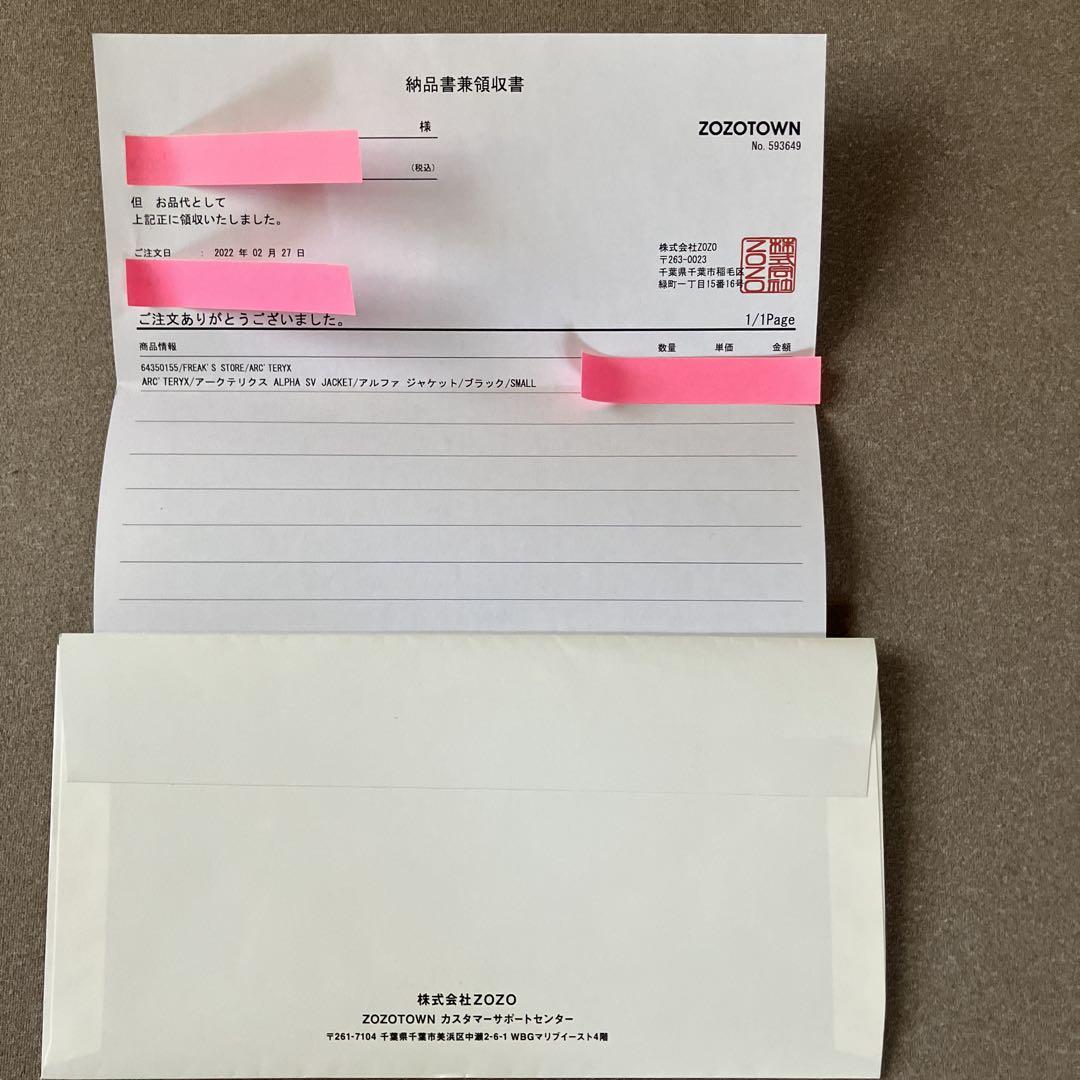 納品書兼領収書
様
ZOZOTOWN
No. 593649
(税込)
但 お品代として
上記正に領収いたしました。
ご注文日 : 2022 年 02 月 27 日
株式会社ZOZO
〒263-0023
千葉県千葉市稲毛区
緑町一丁目15番16号
株式会社
ZOZO
ご注文ありがとうございました。
1/1Page
商品情報 数量 単価 金額
64350155/FREAK'S STORE/ARC'TERYX
ARC'TERYX/アークテリクス ALPHA SV JACKET/アルファ ジャケット/ブラック/SMALL
株式会社ZOZO
ZOZOTOWN カスタマーサポートセンター
〒261-7104 千葉県千葉市美浜区中瀬2-6-1 WBGマリブイースト4階